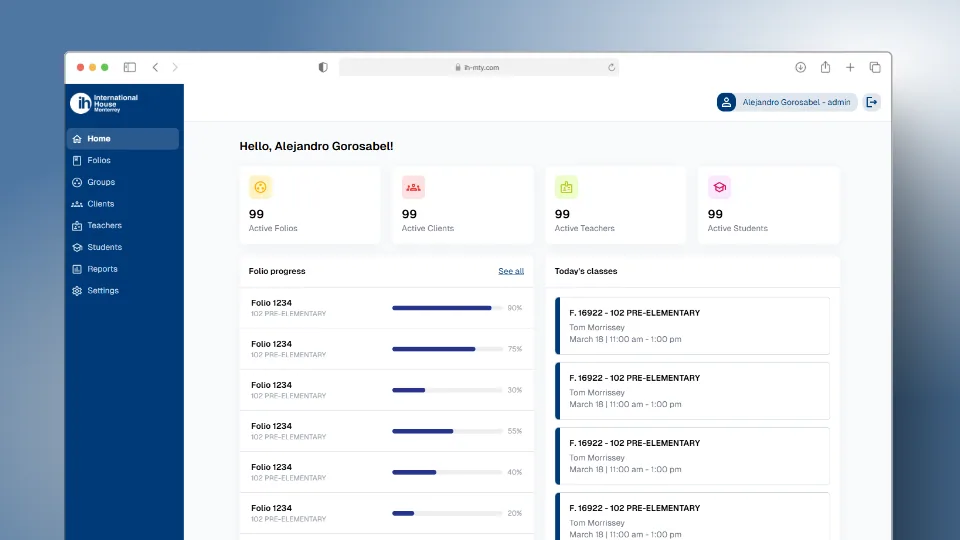 ih-mty.com
International
House
Monterrey
Alejandro Gorosabel - admin
Home
Folios
Groups
Clients
Teachers
Students
Reports
Settings
Hello, Alejandro Gorosabel!
99
Active Folios
99
Active Clients
99
Active Teachers
99
Active Students
Folio progress
See all
Folio 1234
102 PRE-ELEMENTARY
90%
Folio 1234
102 PRE-ELEMENTARY
75%
Folio 1234
102 PRE-ELEMENTARY
30%
Folio 1234
102 PRE-ELEMENTARY
55%
Folio 1234
102 PRE-ELEMENTARY
40%
Folio 1234
102 PRE-ELEMENTARY
20%
Today's classes
F. 16922 - 102 PRE-ELEMENTARY
Tom Morrissey
March 18 | 11:00 am - 1:00 pm
F. 16922 - 102 PRE-ELEMENTARY
Tom Morrissey
March 18 | 11:00 am - 1:00 pm
F. 16922 - 102 PRE-ELEMENTARY
Tom Morrissey
March 18 | 11:00 am - 1:00 pm
F. 16922 - 102 PRE-ELEMENTARY
Tom Morrissey
March 18 | 11:00 am - 1:00 pm